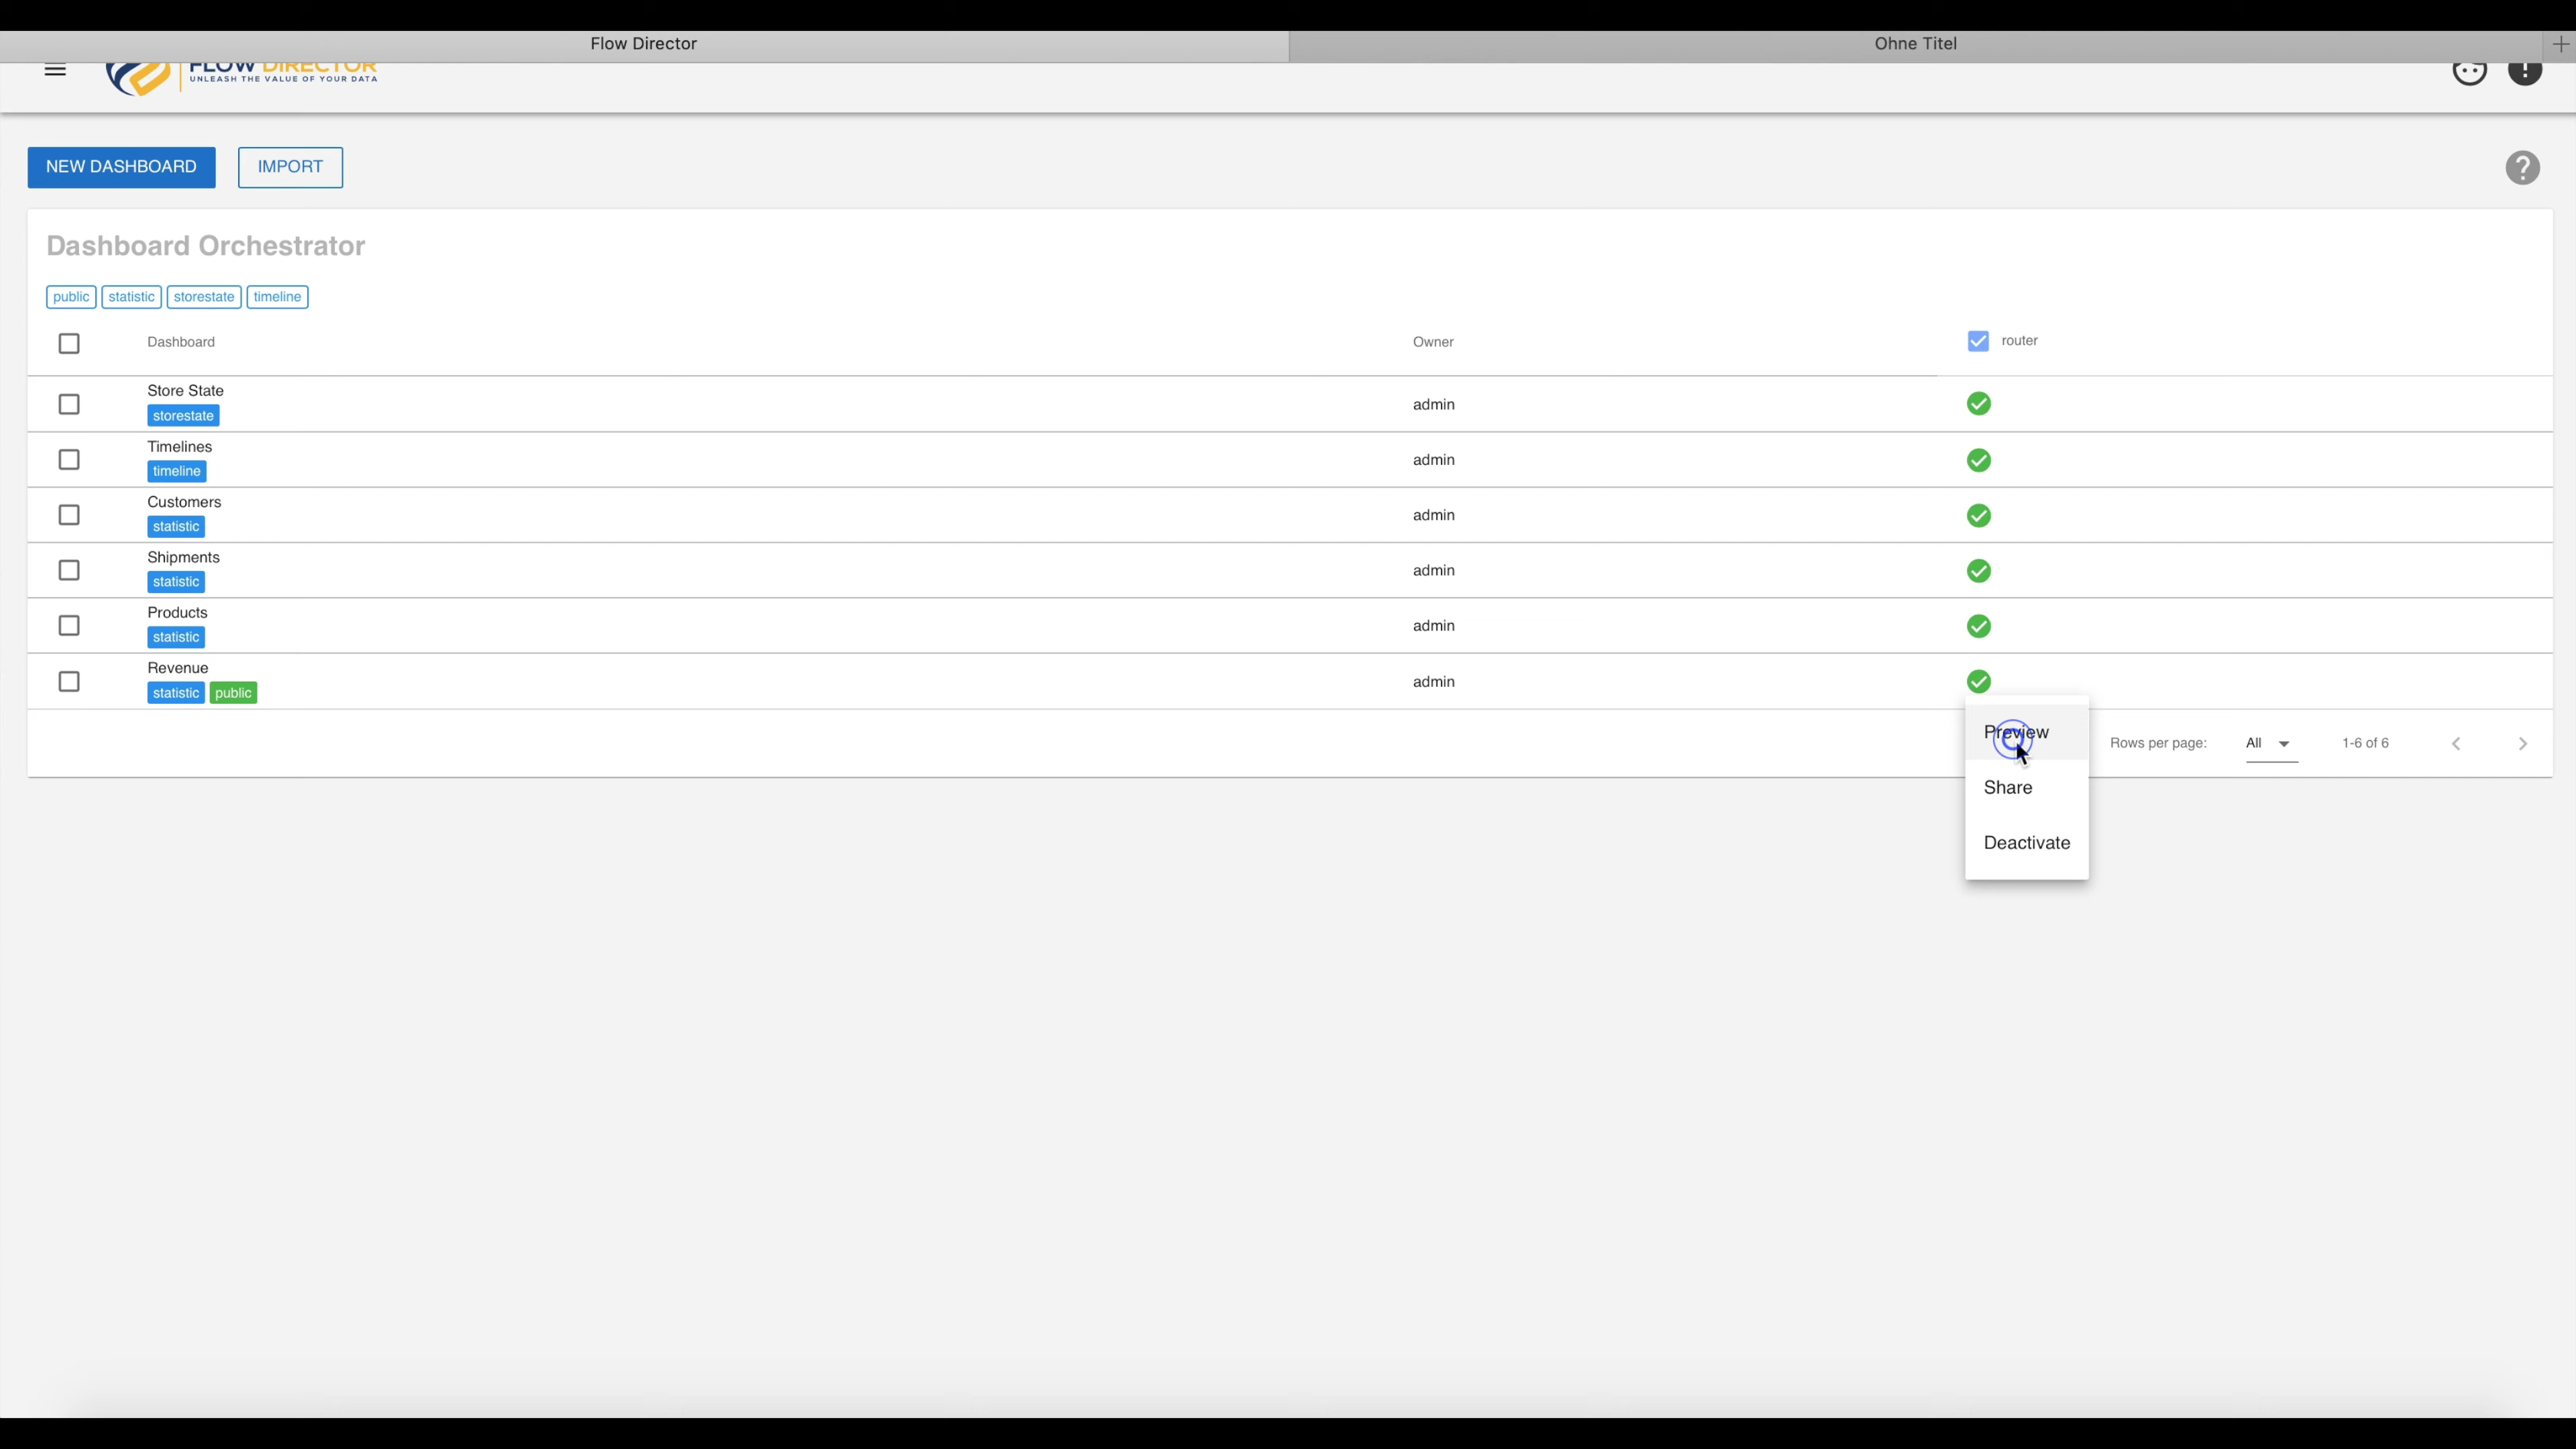 Flow Director
Ohne Titel
FLOW DIRECTOR
UNLEASH THE VALUE OF YOUR DATA
NEW DASHBOARD
IMPORT
Dashboard Orchestrator
public statistic storestate timeline
Dashboard Owner router
Store State
storestate
admin
Timelines
timeline
admin
Customers
statistic
admin
Shipments
statistic
admin
Products
statistic
admin
Revenue
statistic public
admin
Preview
Share
Deactivate
Rows per page: All 1-6 of 6